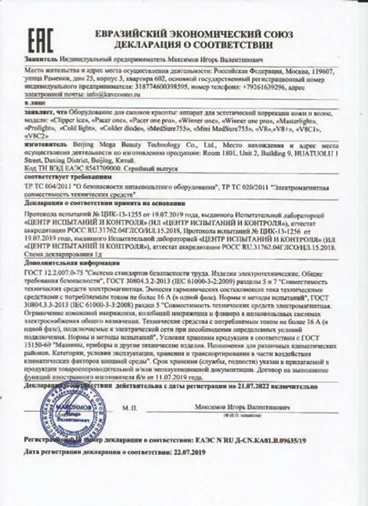 ЕАС
ЕВРАЗИЙСКИЙ ЭКОНОМИЧЕСКИЙ СОЮЗ
ДЕКЛАРАЦИЯ О СООТВЕТСТВИИ
Заявитель Индивидуальный предприниматель Максимов Игорь Валентинович
Место жительства и адрес места осуществления деятельности: Российская Федерация, Москва, 119607,
улица Раменки, дом 25, корпус 3, квартира 602, основной государственный регистрационный номер
индивидуального предпринимателя: 318774600398595, номер телефона: +79261639296, адрес
электронной почты: info@kavcosmo.ru
в лице
заявляет, что Оборудование для салонов красоты: аппарат для эстетической коррекции кожи и волос,
модели: «Clipper ice», «Pacer one», «Pacer one pro», «Winner one», «Winner one pro», «Masterlight»,
«Prolight», «Cold light», «Colder diodes», «MedSure755», «Mini MedSure755», «V8»,«V8+», «V8C1»,
«V8C2»
изготовитель Beijing Mega Beauty Technology Co., Ltd., Место нахождения и адрес места
осуществления деятельности по изготовлению продукции: Room 1801, Unit 2, Building 9, HUATUOLU 1
Street, Daxing District, Beijing, Китай.
Код ТН ВЭД ЕАЭС 8543709000. Серийный выпуск
соответствует требованиям
ТР ТС 004/2011 "О безопасности низковольтного оборудования", ТР ТС 020/2011 "Электромагнитная
совместимость технических средств"
Декларация о соответствии принята на основании
Протокола испытаний № ЦИК-13-1255 от 19.07.2019 года, выданного Испытательной лабораторией
«ЦЕНТР ИСПЫТАНИЙ И КОНТРОЛЯ» (ИЛ «ЦЕНТР ИСПЫТАНИЙ И КОНТРОЛЯ»), аттестат
аккредитации РОСС RU.31762.04ГЛС0/ИЛ.15.2018, Протокола испытаний № ЦИК-13-1256 от
19.07.2019 года, выданного Испытательной лабораторией «ЦЕНТР ИСПЫТАНИЙ И КОНТРОЛЯ» (ИЛ
«ЦЕНТР ИСПЫТАНИЙ И КОНТРОЛЯ»), аттестат аккредитации РОСС RU.31762.04ГЛС0/ИЛ.15.2018.
Схема декларирования 1д
Дополнительная информация
ГОСТ 12.2.007.0-75 "Система стандартов безопасности труда. Изделия электротехнические. Общие
требования безопасности", ГОСТ 30804.3.2-2013 (IEC 61000-3-2:2009) разделы 5 и 7 "Совместимость
технических средств электромагнитная. Эмиссия гармонических составляющих тока техническими
средствами с потребляемым током не более 16 А (в одной фазе). Нормы и методы испытаний", ГОСТ
30804.3.3-2013 (IEC 61000-3-3:2008) раздел 5 "Совместимость технических средств электромагнитная.
Ограничение изменений напряжения, колебаний напряжения и фликера в низковольтных системах
электроснабжения общего назначения. Технические средства с потребляемым током не более 16 А (в
одной фазе), подключаемые к электрической сети при несоблюдении определенных условий
подключения. Нормы и методы испытаний". Условия хранения продукции в соответствии с ГОСТ
15150-69 "Машины, приборы и другие технические изделия. Исполнения для различных климатических
районов. Категории, условия эксплуатации, хранения и транспортирования в части воздействия
климатических факторов внешней среды". Срок хранения (службы, годности) указан в прилагаемой к
продукции товаросопроводительной и/или эксплуатационной документации. Договор на выполнение
функций иностранного изготовителя б/н от 11.07.2019 года.
Декларация о соответствии действительна с даты регистрации по 21.07.2022 включительно
МАКСИМОВ
М. П.
Максимов Игорь Валентинович
Регистрационный номер декларации о соответствии: ЕАЭС N RU Д-CN.КА01.В.09635/19
Дата регистрации декларации о соответствии: 22.07.2019